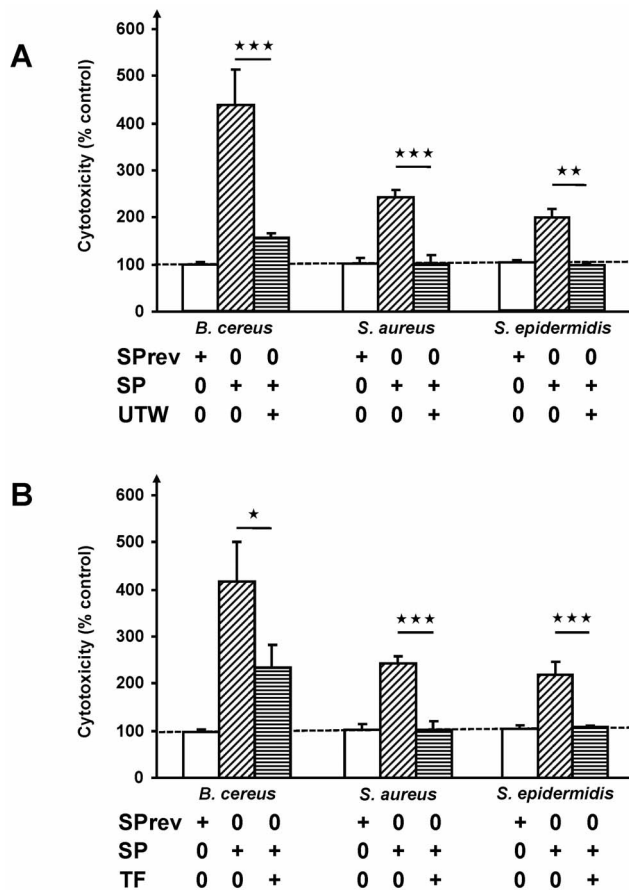 A
Cytotoxicity (% control)
600
500
400
300
200
100
0
★★★
★★★
★★
B. cereus S. aureus S. epidermidis
SPrev + 0 0 + 0 0 + 0 0
SP 0 + + 0 + + 0 + +
UTW 0 0 + 0 0 + 0 0 +
B
Cytotoxicity (% control)
600
500
400
300
200
100
0
★
★★★
★★★
B. cereus S. aureus S. epidermidis
SPrev + 0 0 + 0 0 + 0 0
SP 0 + + 0 + + 0 + +
TF 0 0 + 0 0 + 0 0 +